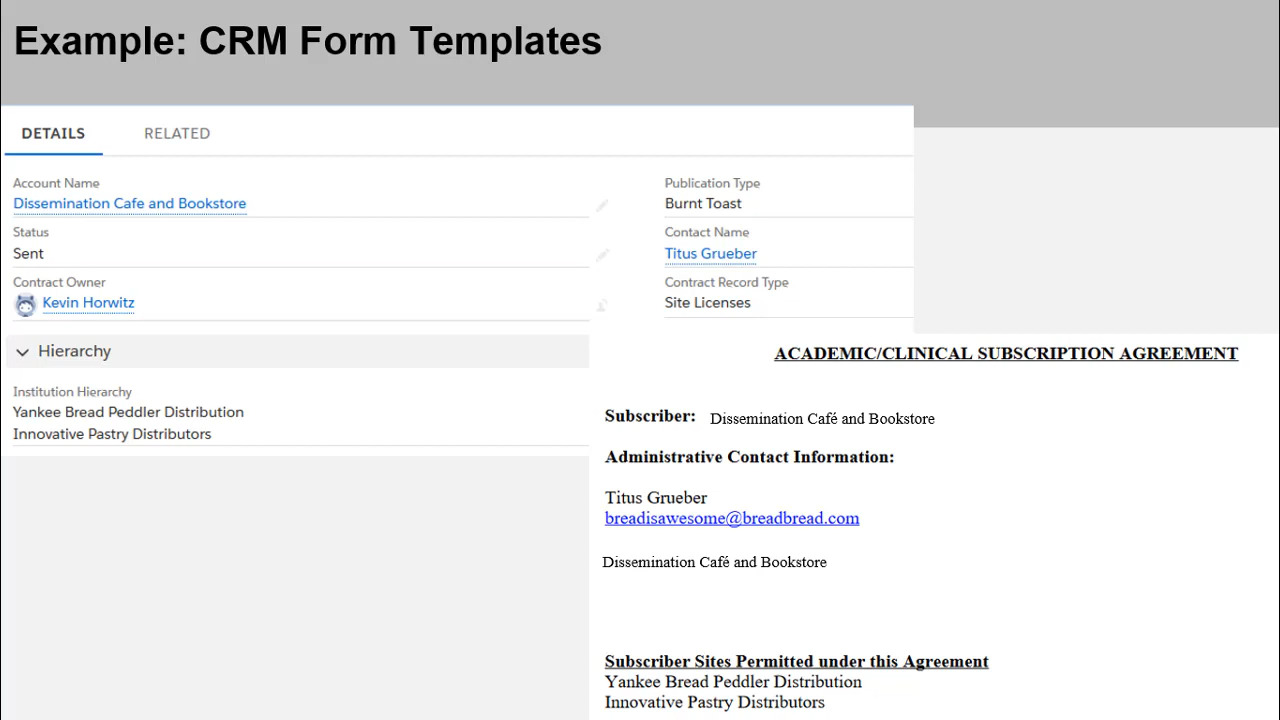 Example: CRM Form Templates
DETAILS
RELATED
Account Name
Dissemination Cafe and Bookstore
Status
Sent
Contract Owner
Kevin Horwitz
Hierarchy
Institution Hierarchy
Yankee Bread Peddler Distribution
Innovative Pastry Distributors
Publication Type
Burnt Toast
Contact Name
Titus Grueber
Contract Record Type
Site Licenses
ACADEMIC/CLINICAL SUBSCRIPTION AGREEMENT
Subscriber: Dissemination Café and Bookstore
Administrative Contact Information:
Titus Grueber
breadisawesome@breadbread.com
Dissemination Café and Bookstore
Subscriber Sites Permitted under this Agreement
Yankee Bread Peddler Distribution
Innovative Pastry Distributors